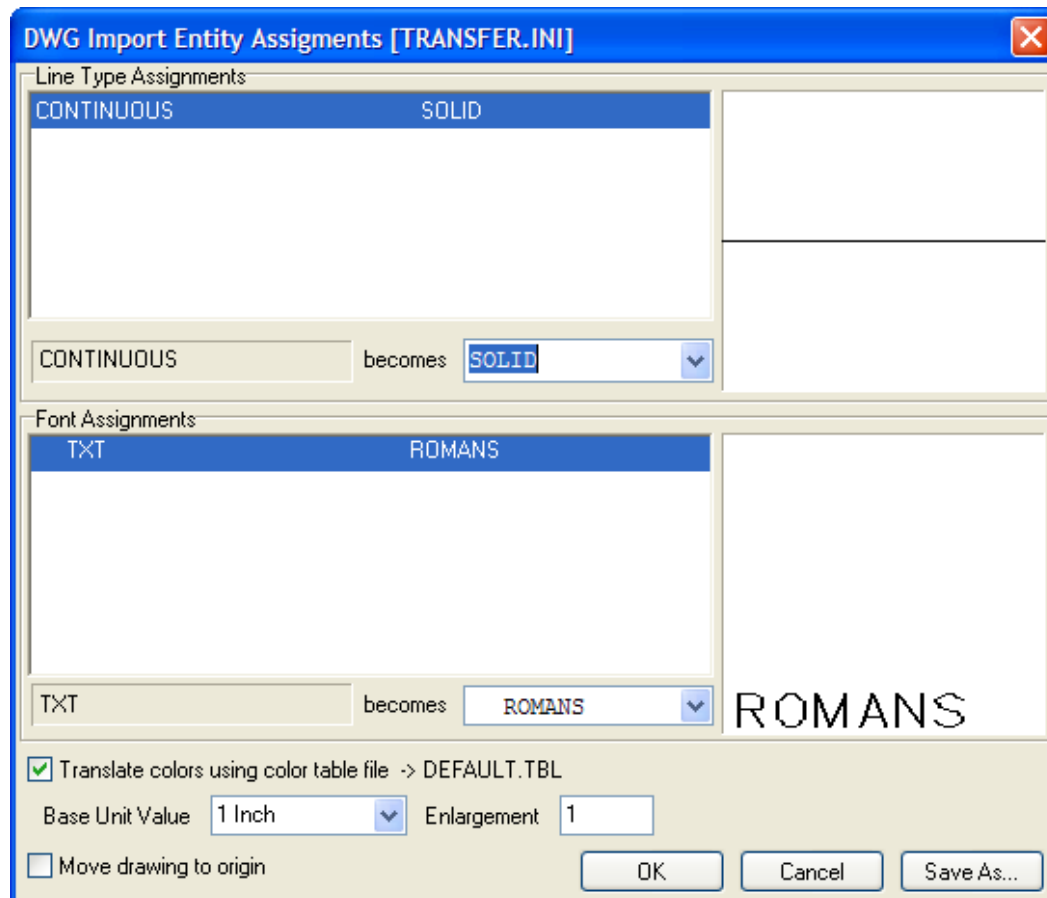 DWG Import Entity Assigments [TRANSFER.INI]
Line Type Assignments
CONTINUOUS SOLID
CONTINUOUS becomes SOLID
Font Assignments
TXT ROMANS
TXT becomes ROMANS
ROMANS
Translate colors using color table file -> DEFAULT.TBL
Base Unit Value 1 Inch Enlargement 1
Move drawing to origin OK Cancel Save As...